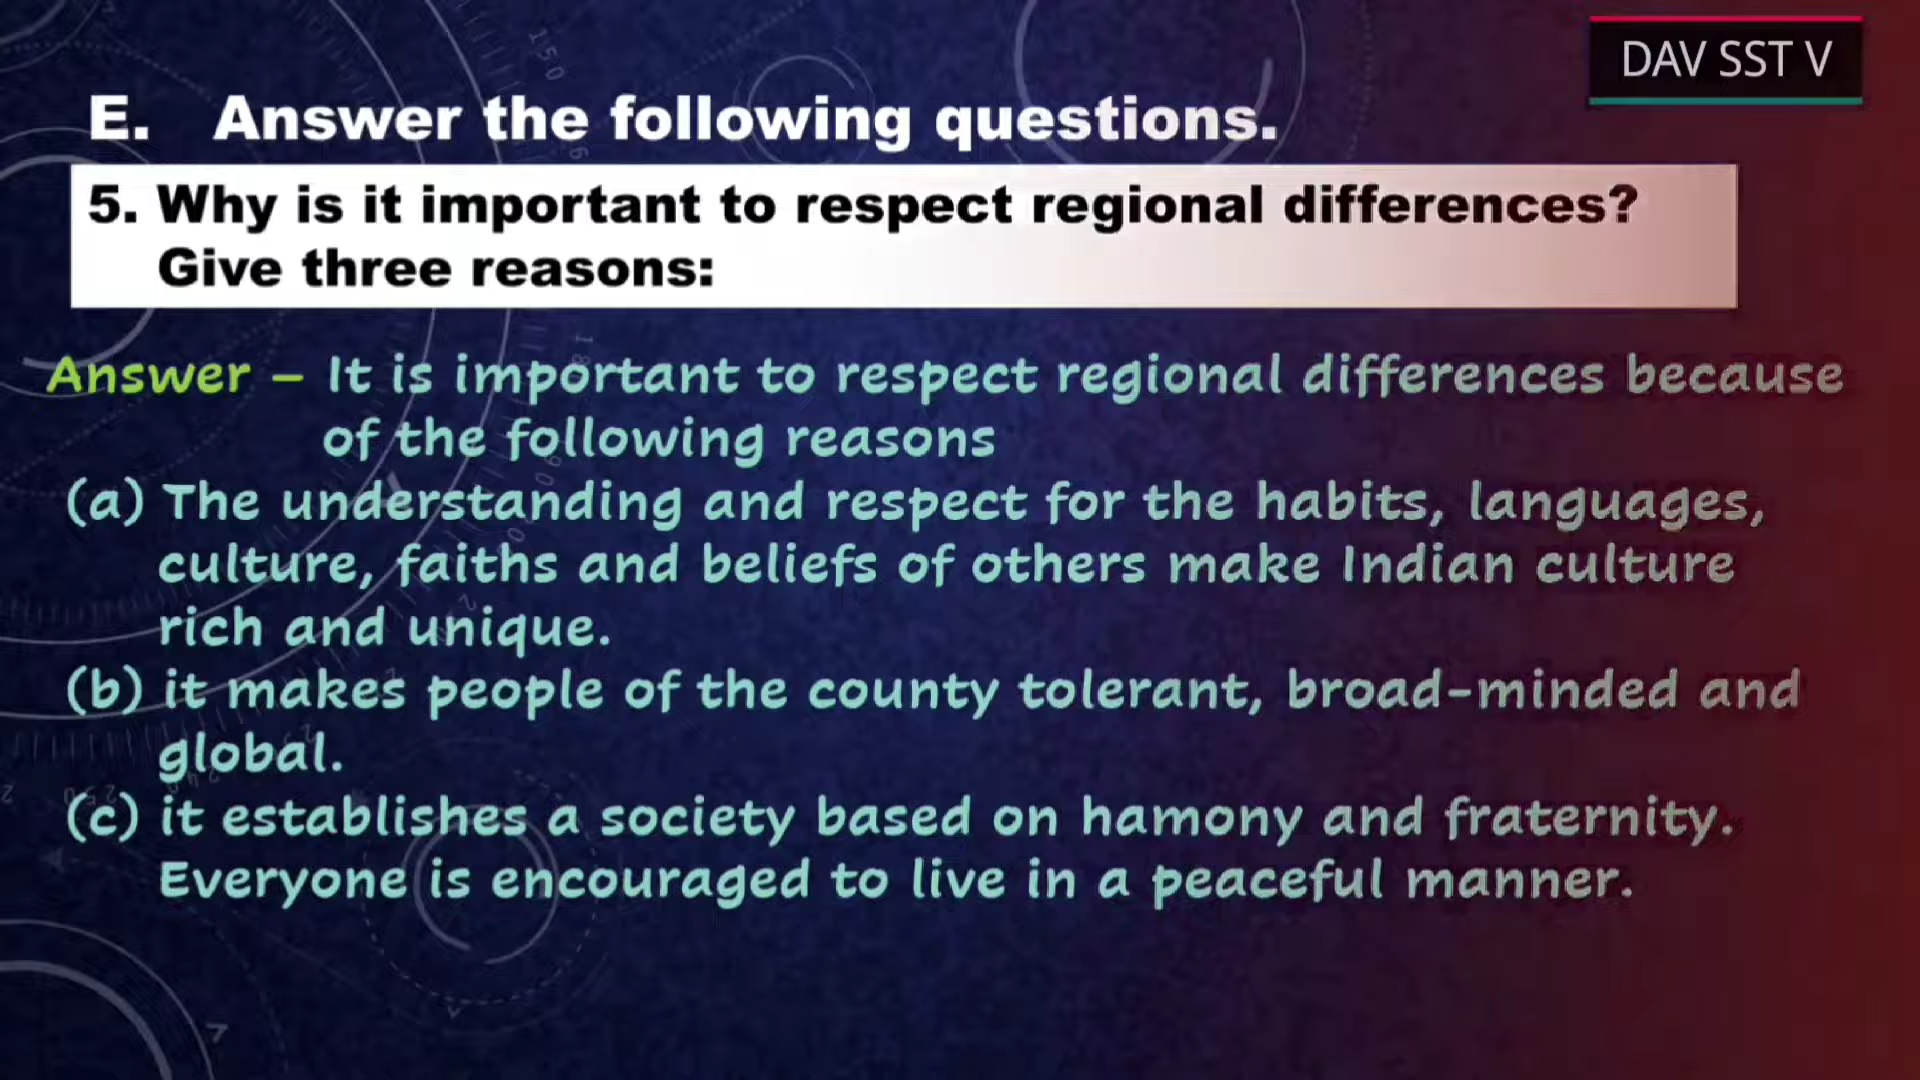 DAV SST V
E. Answer the following questions.
5. Why is it important to respect regional differences?
Give three reasons:
Answer – It is important to respect regional differences because
of the following reasons
(a) The understanding and respect for the habits, languages,
culture, faiths and beliefs of others make Indian culture
rich and unique.
(b) it makes people of the county tolerant, broad-minded and
global.
(c) it establishes a society based on hamony and fraternity.
Everyone is encouraged to live in a peaceful manner.